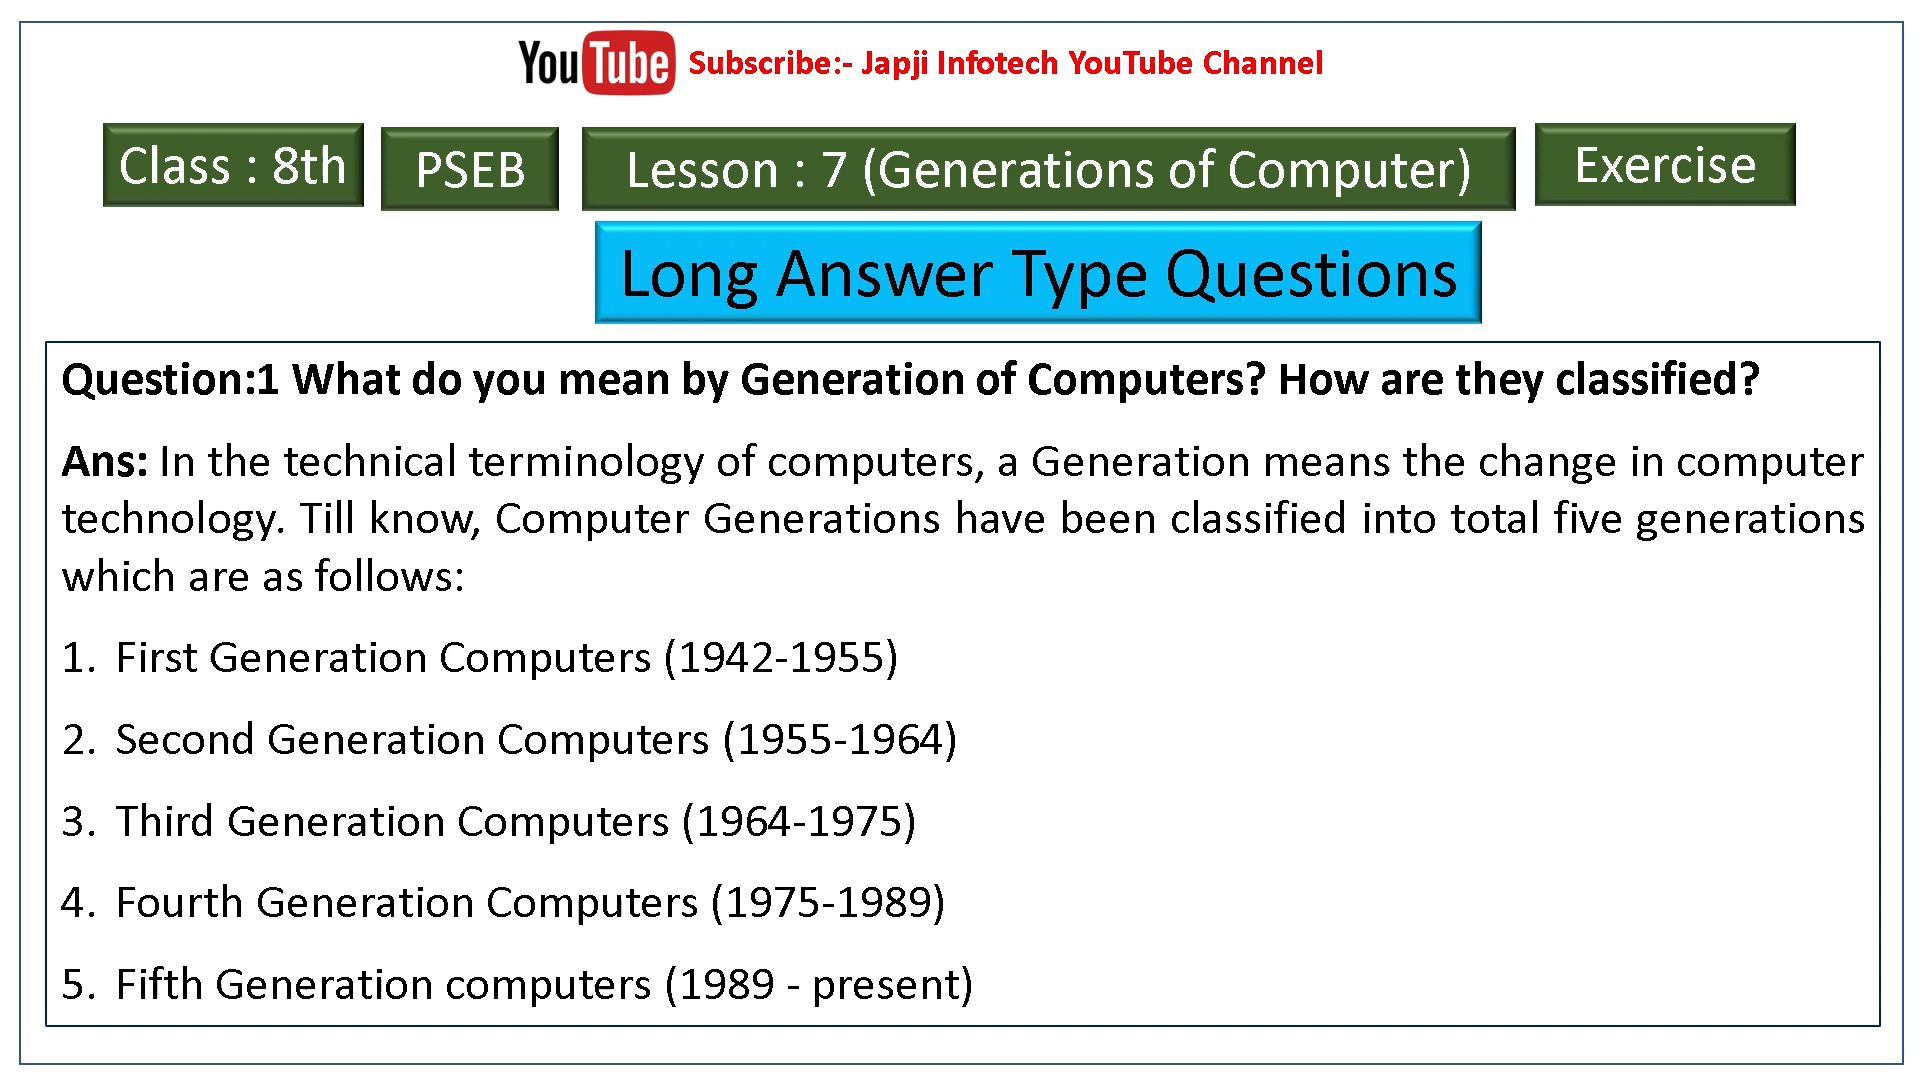 YouTube Subscribe:- Japji Infotech YouTube Channel
Class : 8th PSEB Lesson : 7 (Generations of Computer) Exercise
Long Answer Type Questions
Question:1 What do you mean by Generation of Computers? How are they classified?
Ans: In the technical terminology of computers, a Generation means the change in computer
technology. Till know, Computer Generations have been classified into total five generations
which are as follows:
1. First Generation Computers (1942-1955)
2. Second Generation Computers (1955-1964)
3. Third Generation Computers (1964-1975)
4. Fourth Generation Computers (1975-1989)
5. Fifth Generation computers (1989 - present)